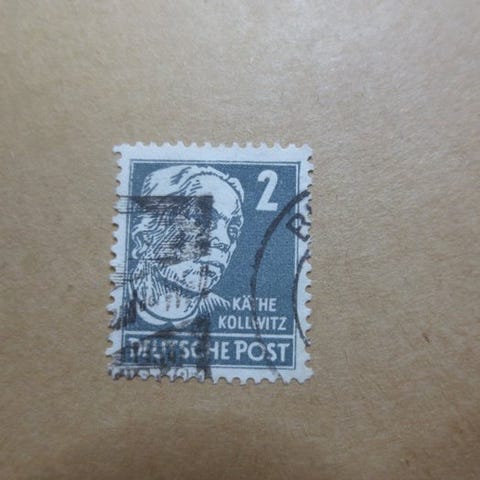 2
KÄTHE
KOLLWITZ
DEUTSCHE POST